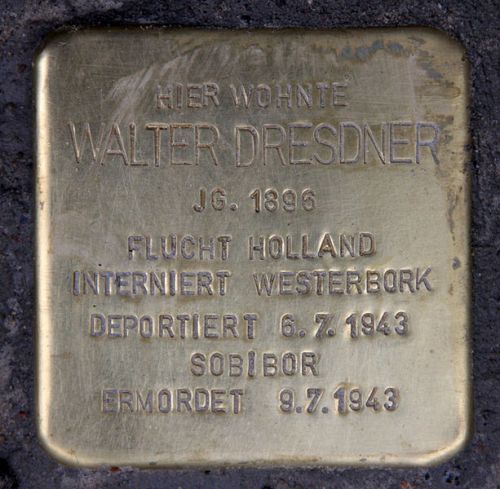 HIER WOHNTE
WALTER DRESDNER
JG. 1896
FLUCHT HOLLAND
INTERNIERT WESTERBORK
DEPORTIERT 6.7.1943
SOBIBOR
ERMORDET 9.7.1943